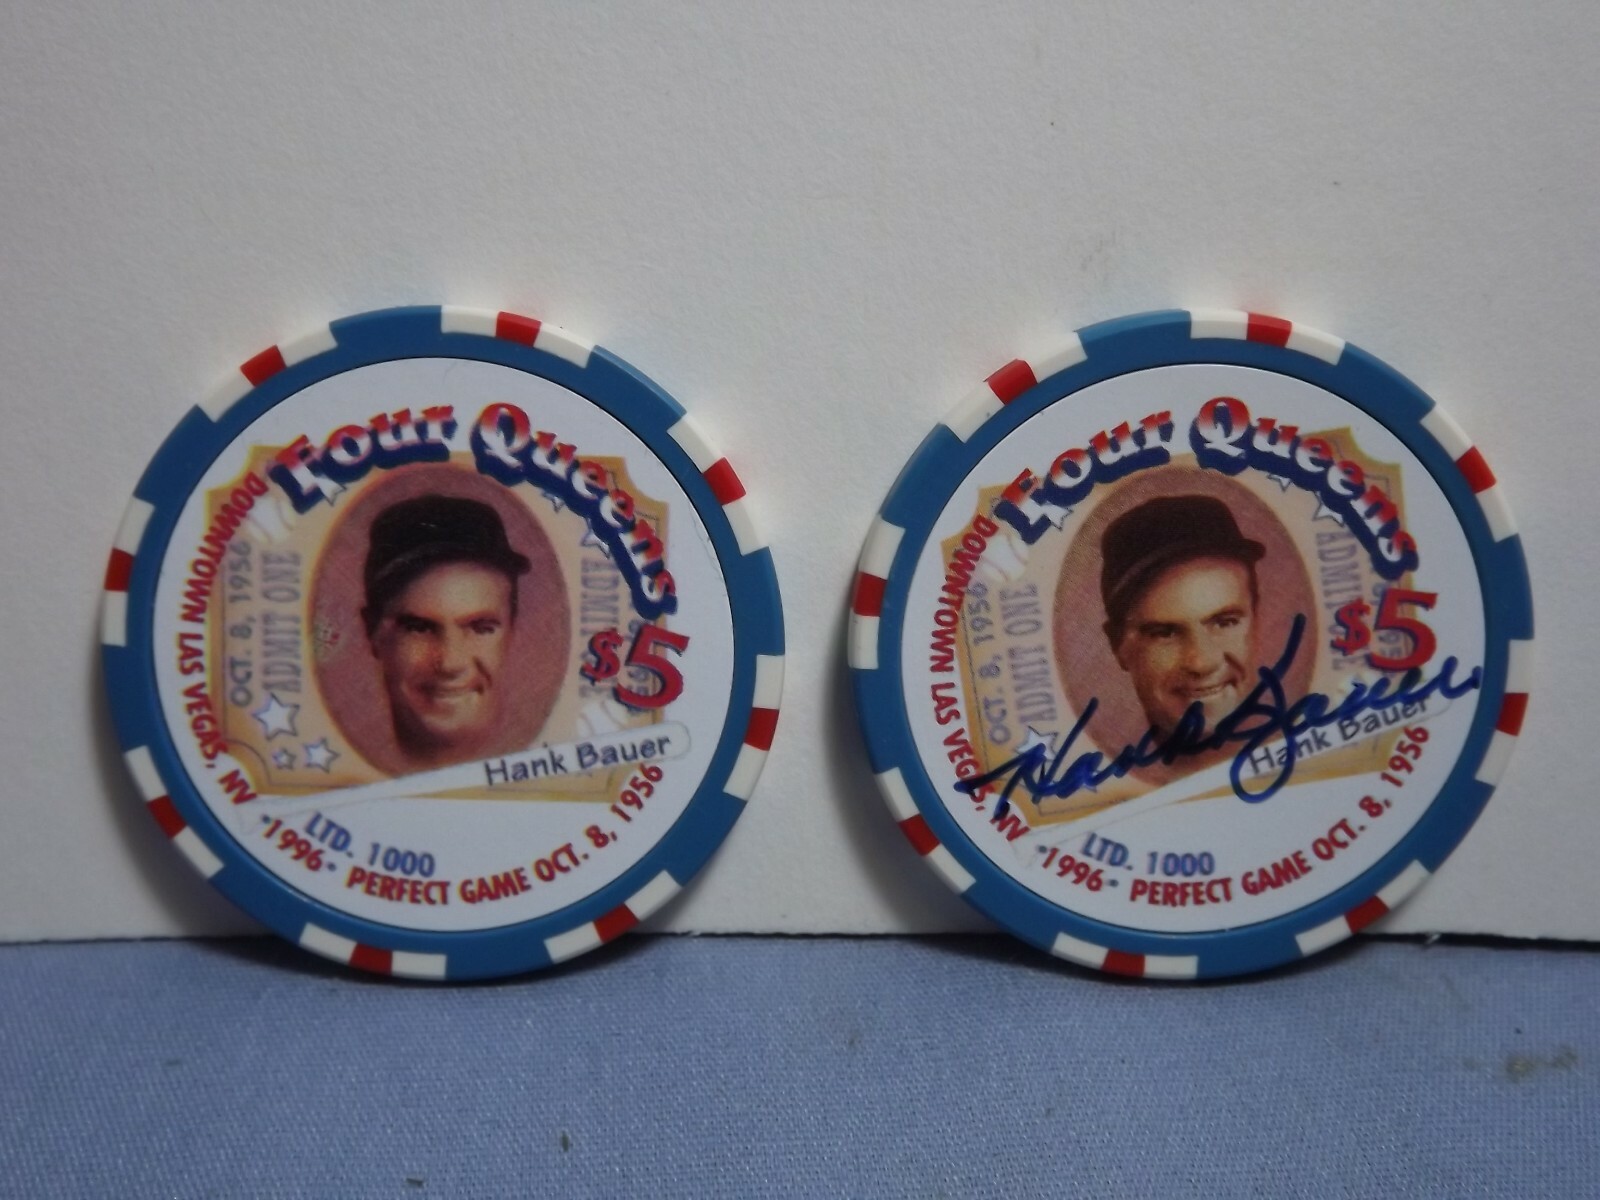 Four Queens
DOWNTOWN LAS VEGAS, NV
OCT. 8, 1956
ADMIT ONE
ADMIT
$5
Hank Bauer
LTD. 1000
•1996• PERFECT GAME OCT. 8, 1956
Four Queens
DOWNTOWN LAS VEGAS, NV
OCT. 8, 1956
ADMIT ONE
ADMIT
$5
Hank Bauer
Hank Bauer
LTD. 1000
•1996• PERFECT GAME OCT. 8, 1956